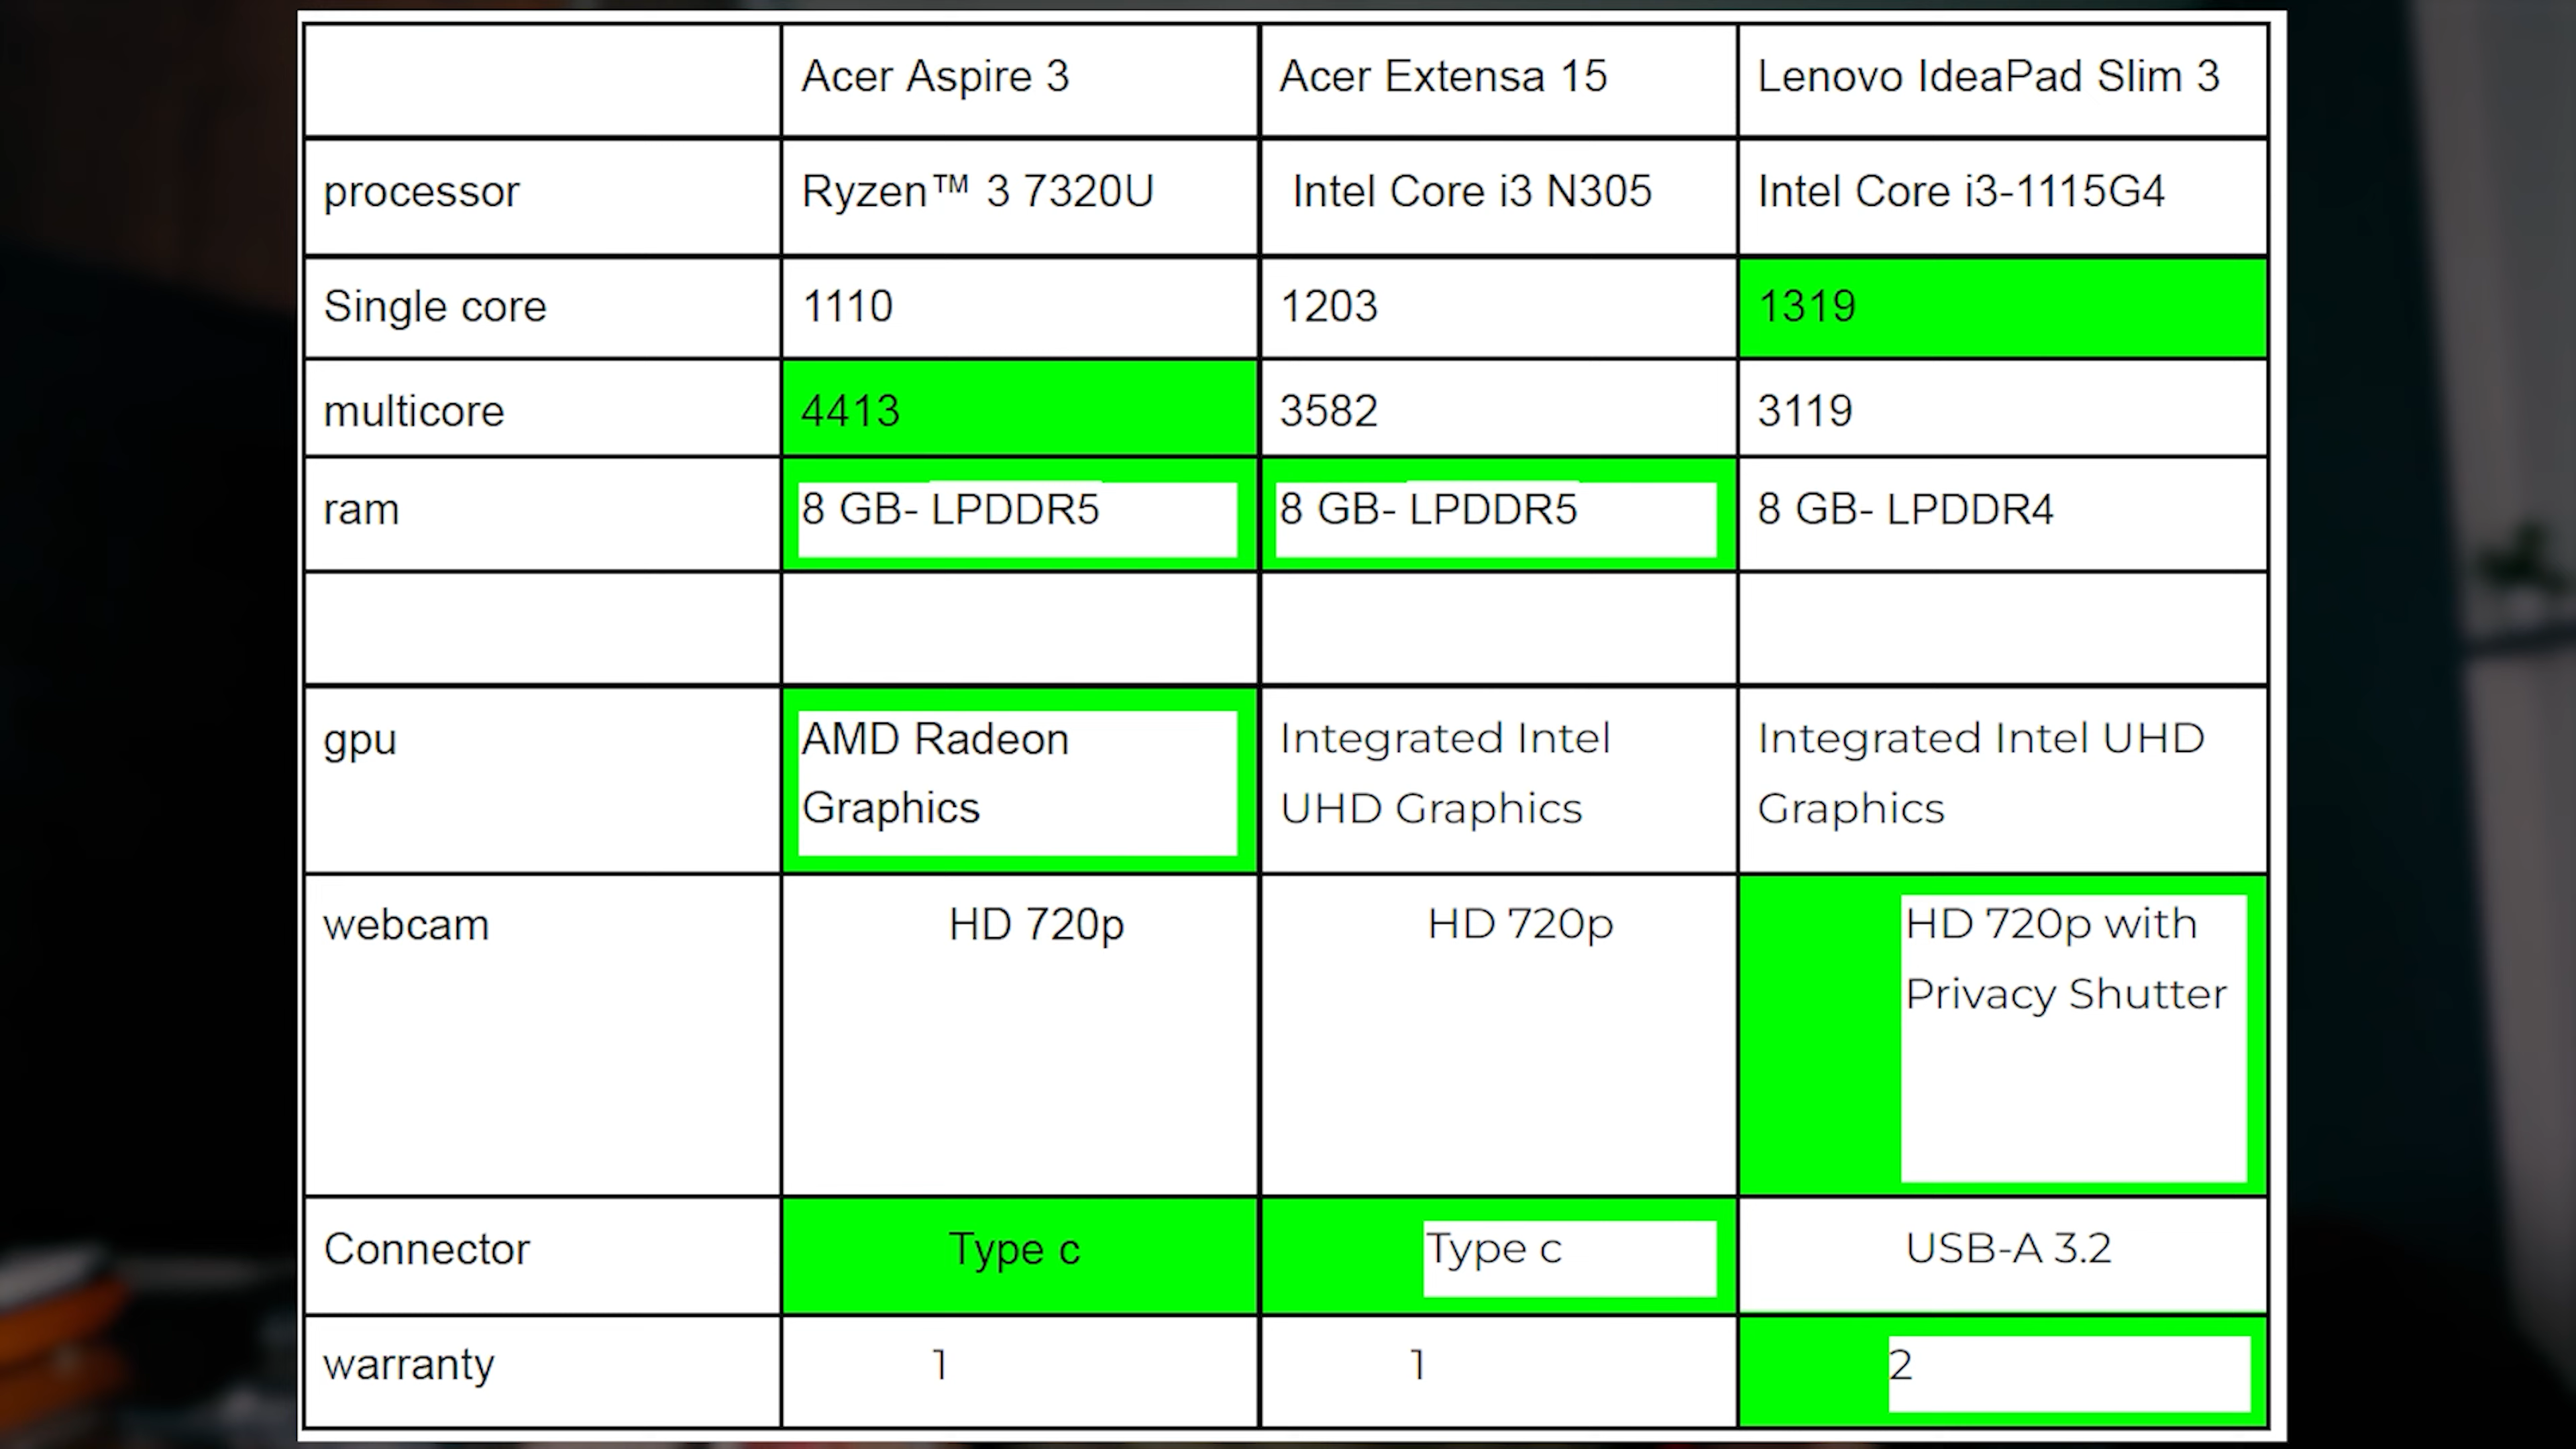 Acer Aspire 3 Acer Extensa 15 Lenovo IdeaPad Slim 3
processor Ryzen™ 3 7320U Intel Core i3 N305 Intel Core i3-1115G4
Single core 1110 1203 1319
multicore 4413 3582 3119
ram 8 GB- LPDDR5 8 GB- LPDDR5 8 GB- LPDDR4
gpu AMD Radeon Integrated Intel Integrated Intel UHD
Graphics UHD Graphics Graphics
webcam HD 720p HD 720p HD 720p with
Privacy Shutter
Connector Type c Type c USB-A 3.2
warranty 1 1 2